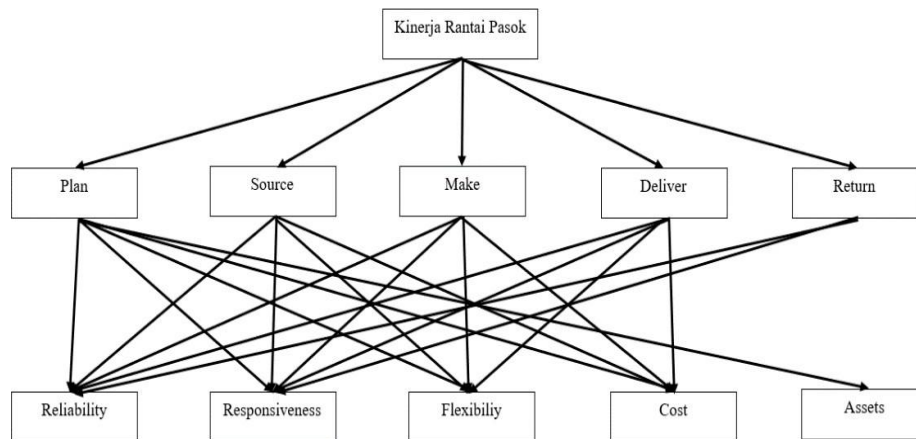 Kinerja Rantai Pasok
Plan
Source
Make
Deliver
Return
Reliability
Responsiveness
Flexibiliy
Cost
Assets